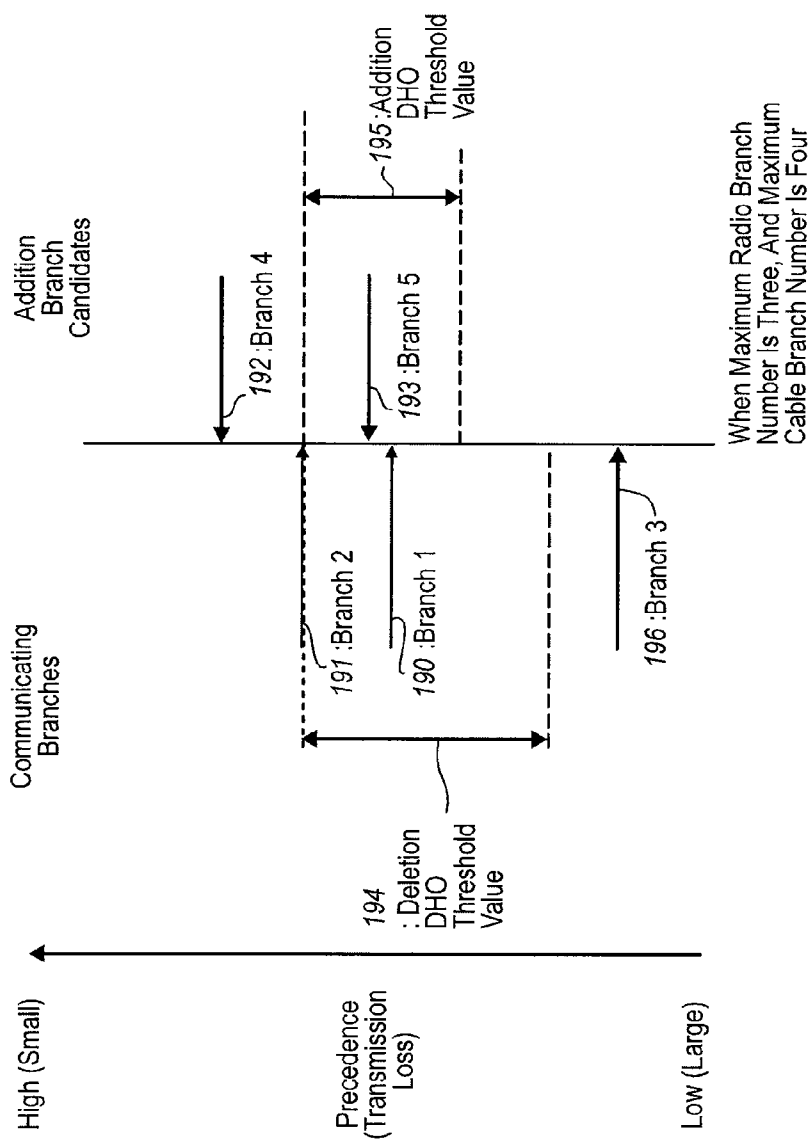 High (Small)
Precedence
(Transmission
Loss)
Low (Large)
Communicating
Branches
194
: Deletion
DHO
Threshold
Value
191 :Branch 2
190 :Branch 1
196 :Branch 3
Addition
Branch
Candidates
192 :Branch 4
193 :Branch 5
195 :Addition
DHO
Threshold
Value
When Maximum Radio Branch
Number Is Three, And Maximum
Cable Branch Number Is Four